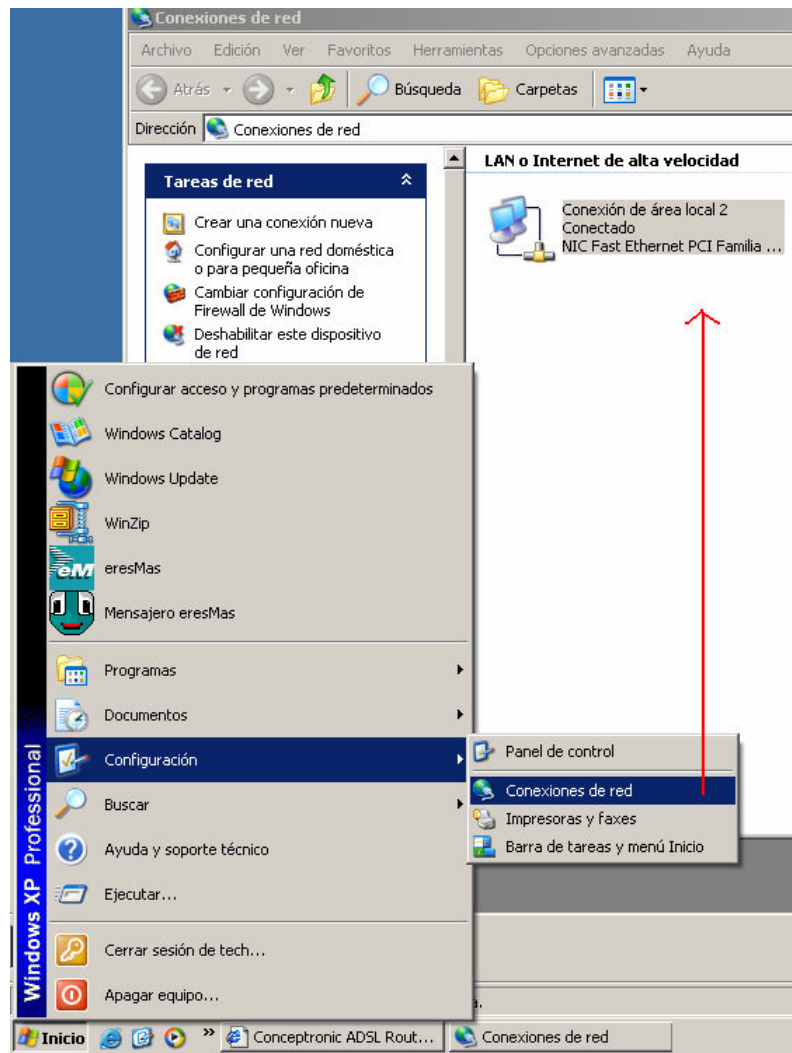 Conexiones de red
Archivo Edición Ver Favoritos Herramientas Opciones avanzadas Ayuda
Atrás Búsqueda Carpetas
Dirección Conexiones de red
Tareas de red
Crear una conexión nueva
Configurar una red doméstica
o para pequeña oficina
Cambiar configuración de
Firewall de Windows
Deshabilitar este dispositivo
de red
LAN o Internet de alta velocidad
Conexión de área local 2
Conectado
NIC Fast Ethernet PCI Familia ...
Configurar acceso y programas predeterminados
Windows Catalog
Windows Update
WinZip
eM eresMas
Mensajero eresMas
Programas
Documentos
Configuración
Buscar
Ayuda y soporte técnico
Ejecutar...
Cerrar sesión de tech...
Apagar equipo...
Windows XP Professional
Panel de control
Conexiones de red
Impresoras y faxes
Barra de tareas y menú Inicio
a.
Inicio » Conceptronic ADSL Rout... Conexiones de red